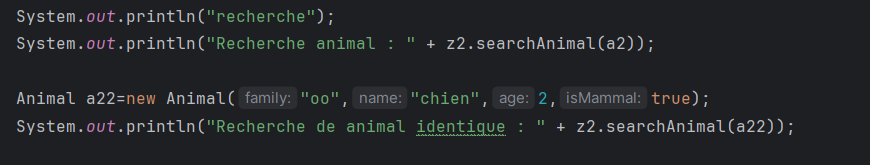 System.out.println("recherche");
System.out.println("Recherche animal : " + z2.searchAnimal(a2));
Animal a22=new Animal( family: "oo", name: "chien", age: 2, isMammal: true);
System.out.println("Recherche de animal identique : " + z2.searchAnimal(a22));